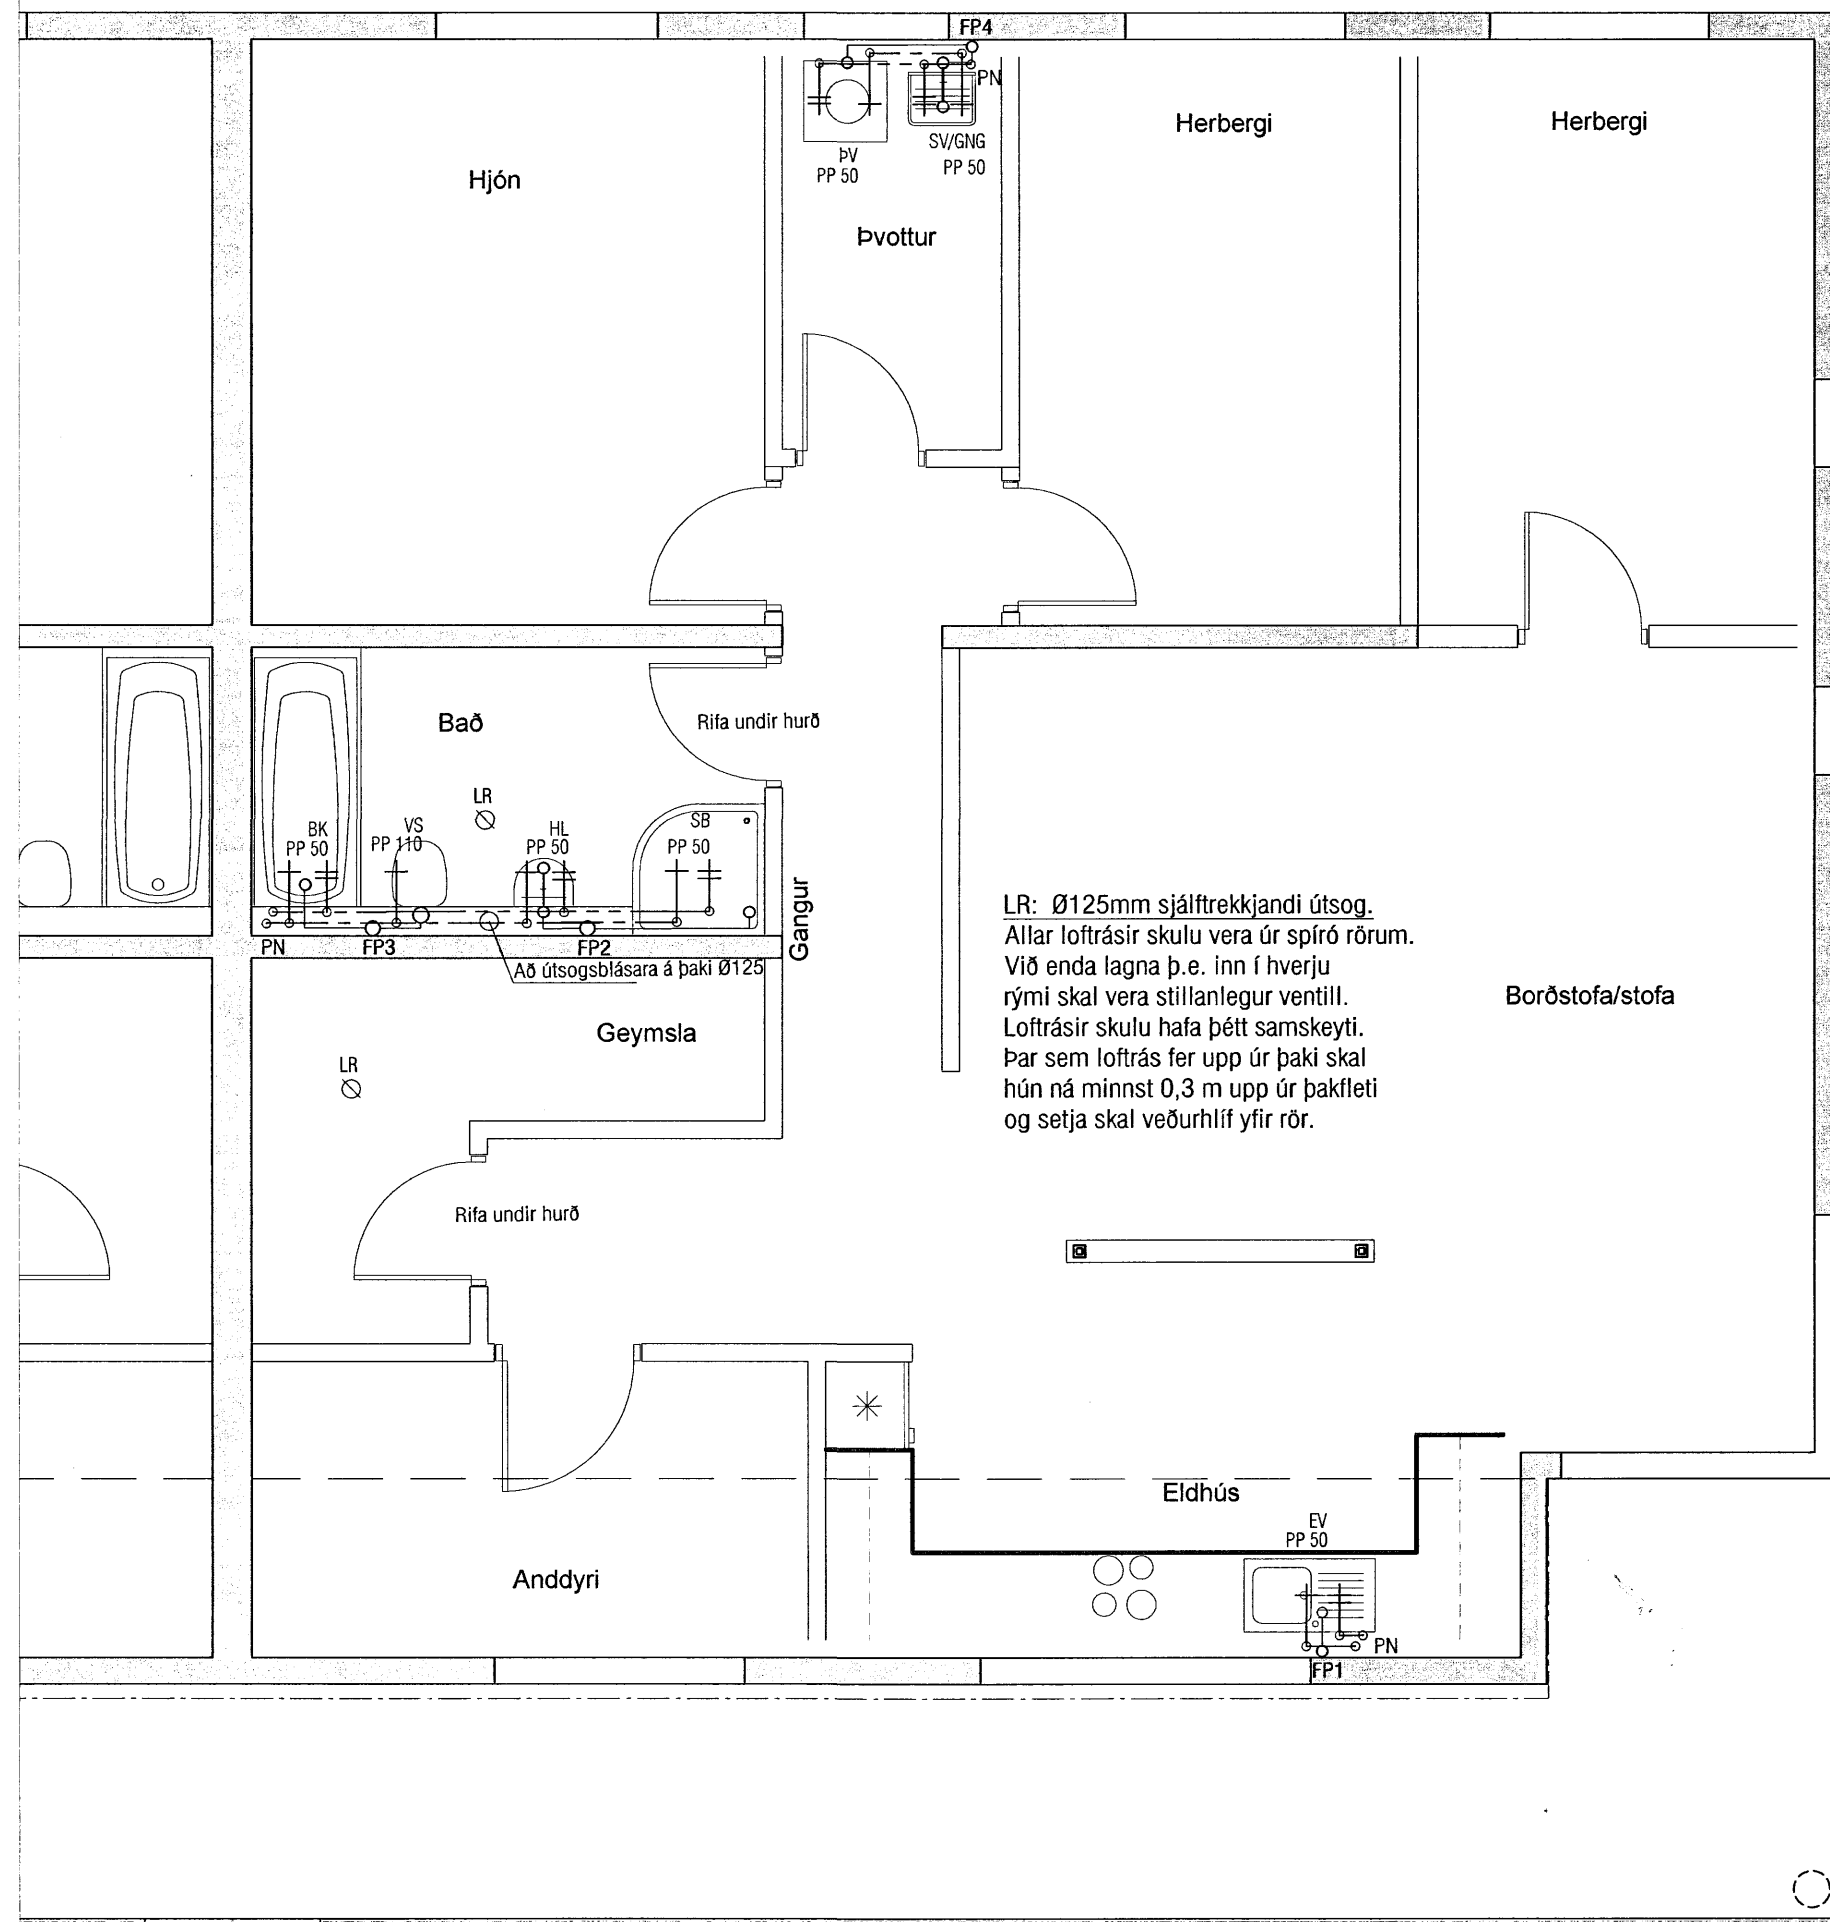 FP4
PN
SV/GNG
PP 50
ÞV
PP 50
Hjón
Þvottur
Herbergi
Herbergi
Bað
Rifa undir hurð
LR
BK
PP 50
VS
PP 110
HL
PP 50
SB
PP 50
PN
FP3
FP2
Að útsogsblásara á þaki Ø125
Gangur
Geymsla
LR
Rifa undir hurð
LR: Ø125mm sjálftrekkjandi útsog.
Allar loftrásir skulu vera úr spíró rörum.
Við enda lagna þ.e. inn í hverju
rými skal vera stillanlegur ventill.
Loftrásir skulu hafa þétt samskeyti.
Þar sem loftrás fer upp úr þaki skal
hún ná minnst 0,3 m upp úr þakfleti
og setja skal veðurhlíf yfir rör.
Borðstofa/stofa
Eldhús
EV
PP 50
PN
FP1
Anddyri